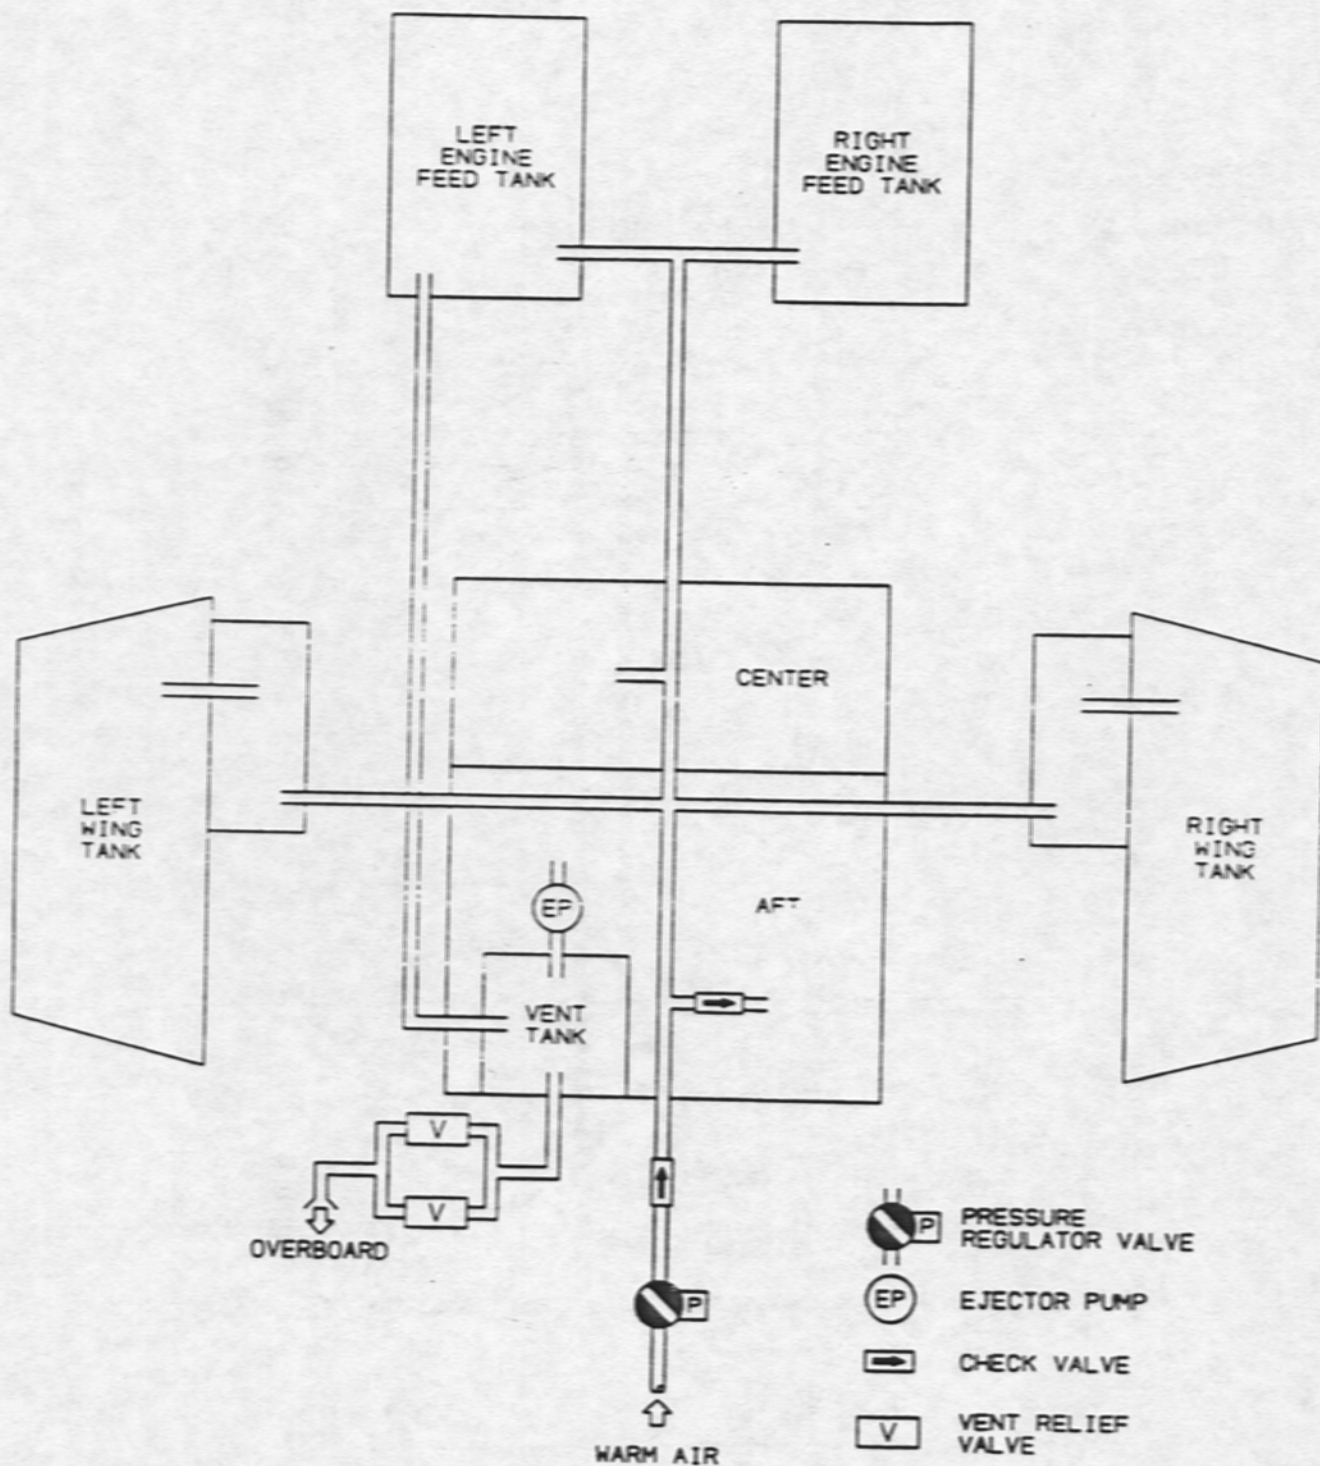 LEFT
ENGINE
FEED TANK
RIGHT
ENGINE
FEED TANK
CENTER
LEFT
WING
TANK
RIGHT
WING
TANK
EP
AFT
VENT
TANK
V
V
OVERBOARD
P
WARM AIR
P
PRESSURE
REGULATOR VALVE
EP
EJECTOR PUMP
CHECK VALVE
V
VENT RELIEF
VALVE